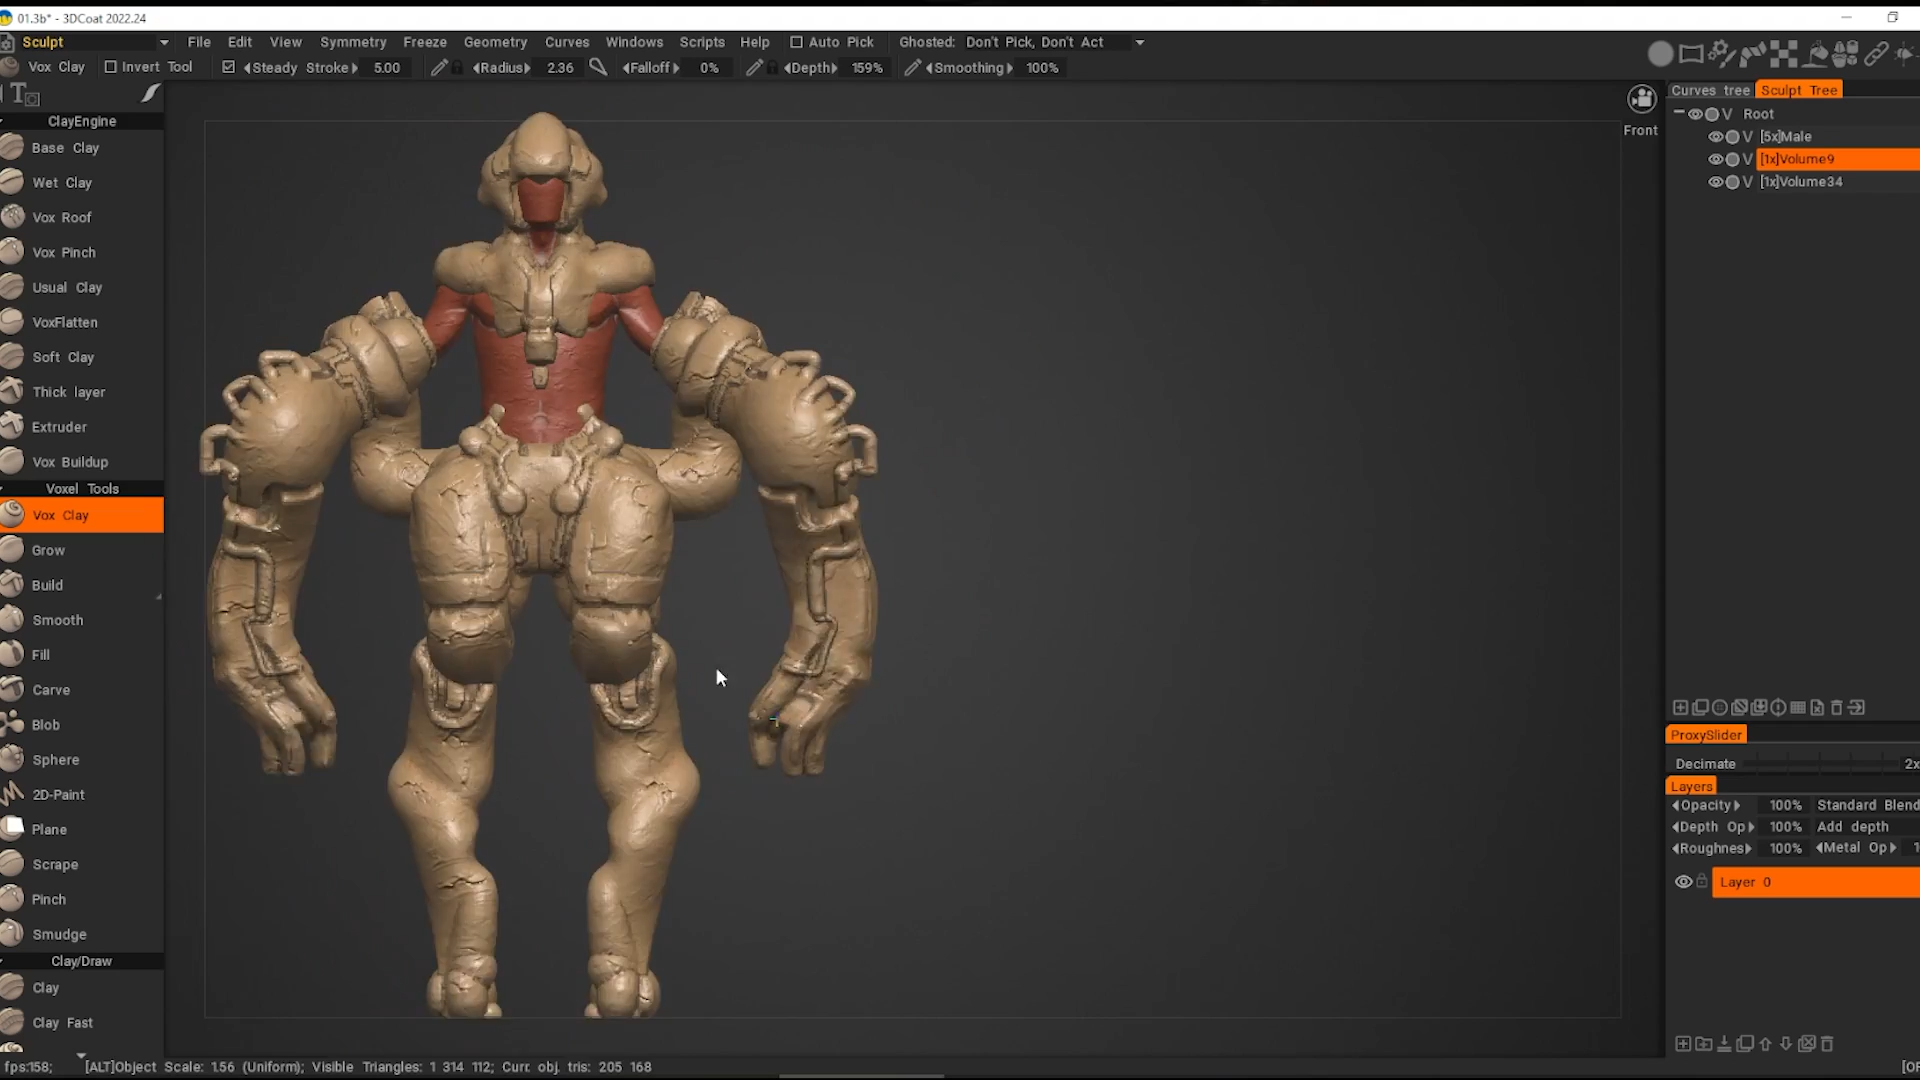 01.3b* - 3DCoat 2022.24
Sculpt File Edit View Symmetry Freeze Geometry Curves Windows Scripts Help Auto Pick Ghosted: Don't Pick, Don't Act
Vox Clay Invert Tool Steady Stroke 5.00 Radius 2.36 Falloff 0% Depth 159% Smoothing 100%
T
ClayEngine
Base Clay
Wet Clay
Vox Roof
Vox Pinch
Usual Clay
VoxFlatten
Soft Clay
Thick layer
Extruder
Vox Buildup
Voxel Tools
Vox Clay
Grow
Build
Smooth
Fill
Carve
Blob
Sphere
2D-Paint
Plane
Scrape
Pinch
Smudge
Clay/Draw
Clay
Clay Fast
Front
Curves tree Sculpt Tree
V Root
V [5x]Male
V [1x]Volume9
V [1x]Volume34
ProxySlider
Decimate 2x
Layers
Opacity 100% Standard Blend
Depth Op 100% Add depth
Roughnes 100% Metal Op 1
Layer 0
fps:158; [ALT]Object Scale: 1.56 (Uniform); Visible Triangles: 1 314 112; Curr. obj. tris: 205 168